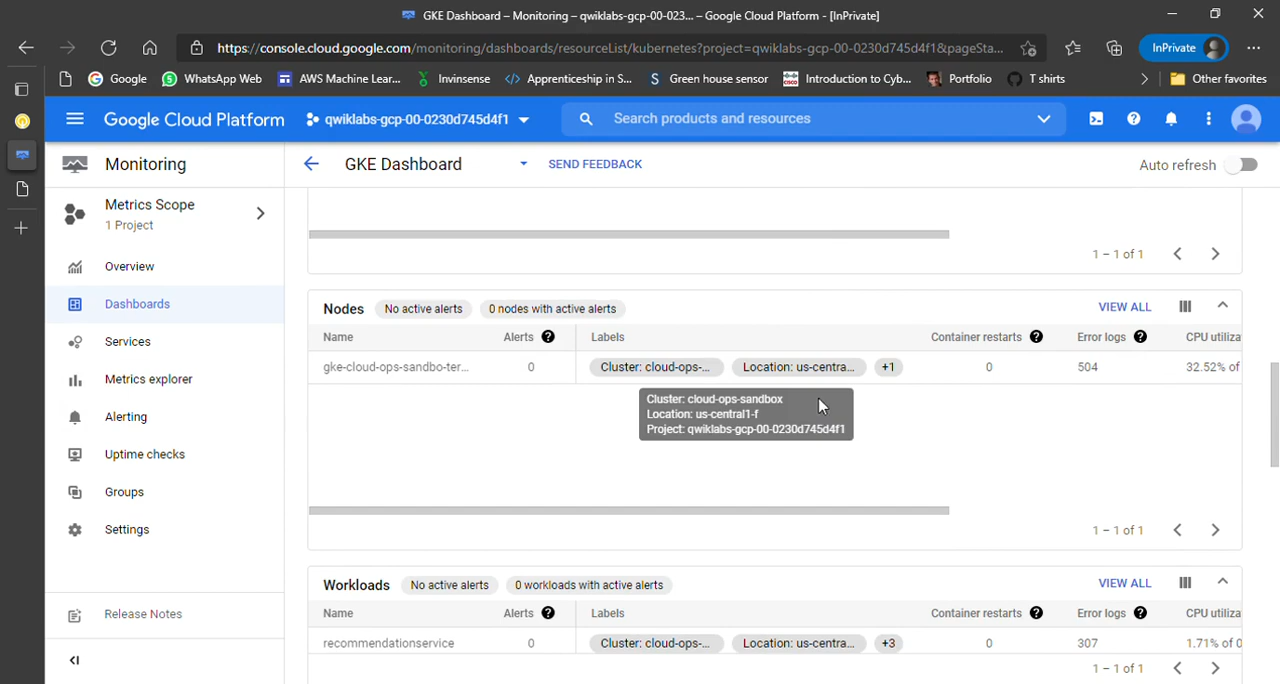 GKE Dashboard – Monitoring – qwiklabs-gcp-00-023... – Google Cloud Platform - [InPrivate]
https://console.cloud.google.com/monitoring/dashboards/resourceList/kubernetes?project=qwiklabs-gcp-00-0230d745d4f1&pageSta...
InPrivate
Google
WhatsApp Web
AWS Machine Lear...
Invinsense
Apprenticeship in S...
Green house sensor
Introduction to Cyb...
Portfolio
T shirts
Other favorites
Google Cloud Platform
qwiklabs-gcp-00-0230d745d4f1
Search products and resources
Monitoring
GKE Dashboard
SEND FEEDBACK
Auto refresh
Metrics Scope
1 Project
Overview
Dashboards
Services
Metrics explorer
Alerting
Uptime checks
Groups
Settings
Release Notes
1 – 1 of 1
Nodes
No active alerts
0 nodes with active alerts
VIEW ALL
Name
Alerts
Labels
Container restarts
Error logs
CPU utiliza
gke-cloud-ops-sandbo-ter...
0
Cluster: cloud-ops-...
Location: us-centra...
+1
0
504
32.52% of
Cluster: cloud-ops-sandbox
Location: us-central1-f
Project: qwiklabs-gcp-00-0230d745d4f1
1 – 1 of 1
Workloads
No active alerts
0 workloads with active alerts
VIEW ALL
Name
Alerts
Labels
Container restarts
Error logs
CPU utiliza
recommendationservice
0
Cluster: cloud-ops-...
Location: us-centra...
+3
0
307
1.71% of 0
1 – 1 of 1